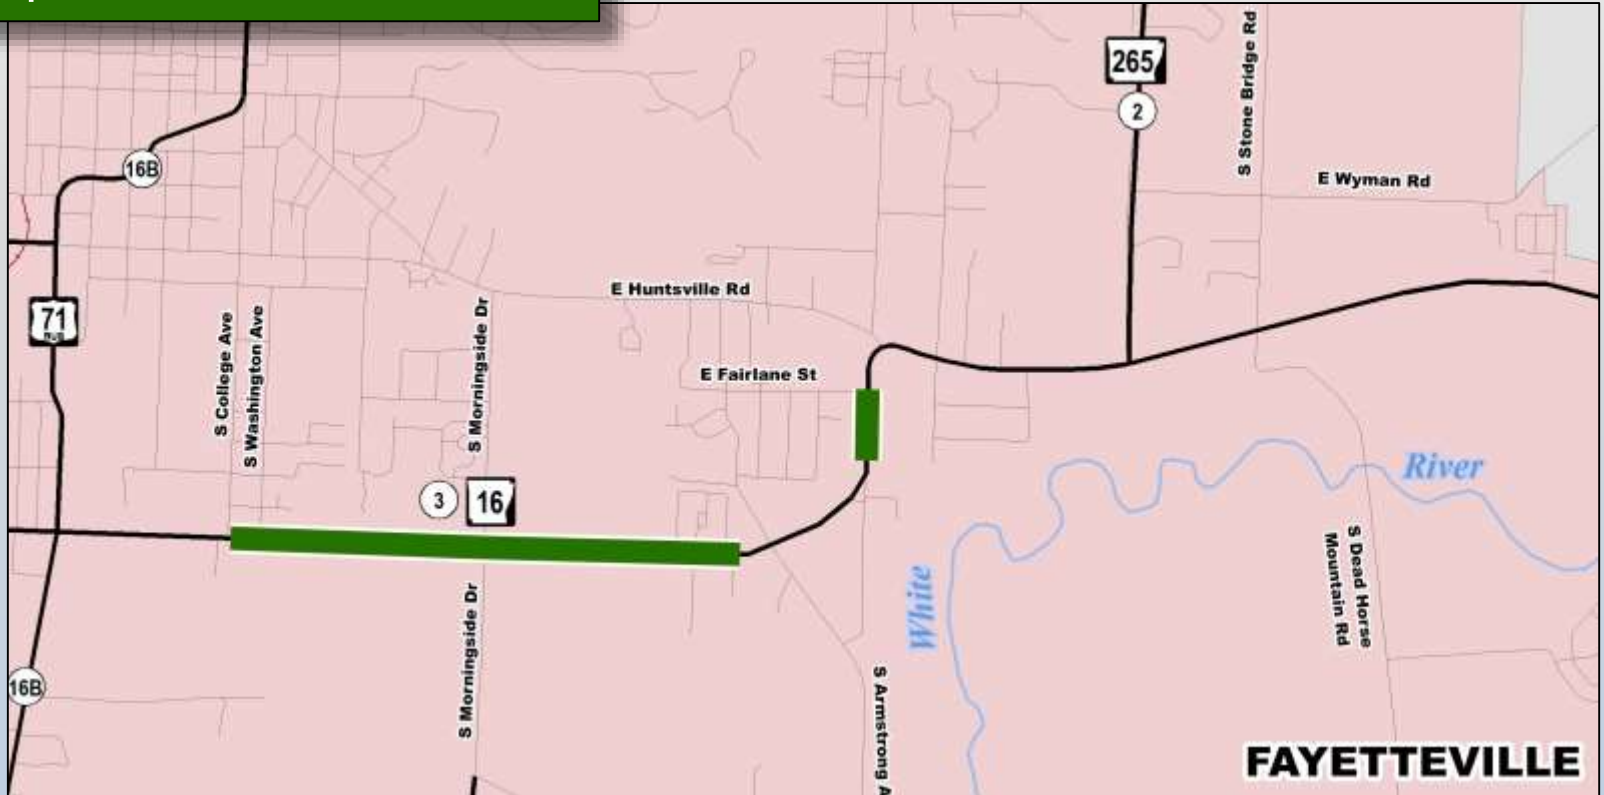 265
2
S Stone Bridge Rd
E Wyman Rd
16B
71
E Huntsville Rd
S College Ave
S Washington Ave
S Morningside Dr
E Fairlane St
3
16
River
White
S Dead Horse
Mountain Rd
S Morningside Dr
16B
S Armstrong A
FAYETTEVILLE